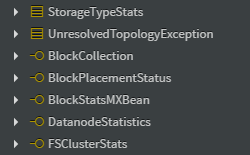 StorageTypeStats
UnresolvedTopologyException
BlockCollection
BlockPlacementStatus
BlockStatsMXBean
DatanodeStatistics
FSClusterStats